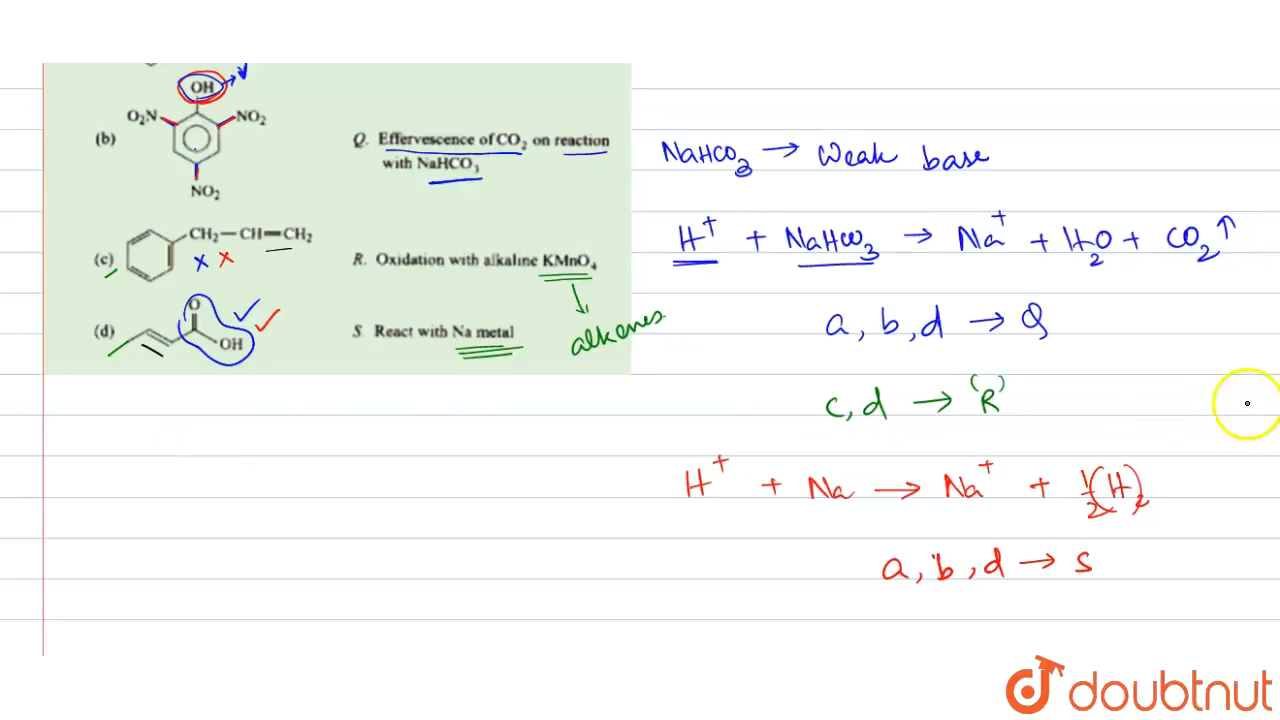 OH
O₂N NO₂
(b) Q. Effervescence of CO₂ on reaction
with NaHCO₃
NO₂
CH₂—CH=CH₂
(c) R. Oxidation with alkaline KMnO₄
O
(d) S React with Na metal
OH
alkenes
NaHCO₃ → Weak base
H⁺ + NaHCO₃ → Na⁺ + H₂O + CO₂↑
a, b, d → Q
c, d → (R)
H⁺ + Na → Na⁺ + 1/2(H)₂
a, b, d → S
doubtnut